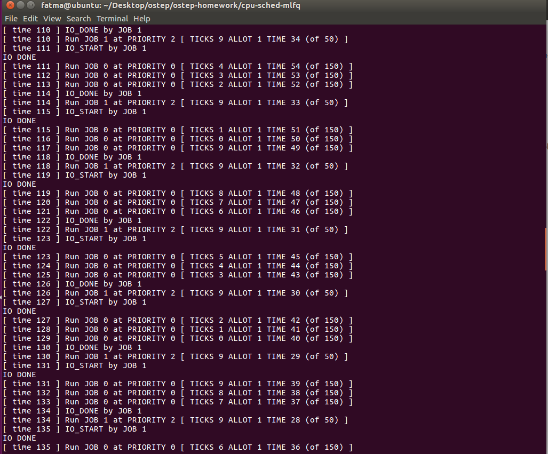 fatma@ubuntu: ~/Desktop/ostep/ostep-homework/cpu-sched-mlfq
File Edit View Search Terminal Help
[ time 110 ] IO_DONE by JOB 1
[ time 110 ] Run JOB 1 at PRIORITY 2 [ TICKS 9 ALLOT 1 TIME 34 (of 50) ]
[ time 111 ] IO_START by JOB 1
IO DONE
[ time 111 ] Run JOB 0 at PRIORITY 0 [ TICKS 4 ALLOT 1 TIME 54 (of 150) ]
[ time 112 ] Run JOB 0 at PRIORITY 0 [ TICKS 3 ALLOT 1 TIME 53 (of 150) ]
[ time 113 ] Run JOB 0 at PRIORITY 0 [ TICKS 2 ALLOT 1 TIME 52 (of 150) ]
[ time 114 ] IO_DONE by JOB 1
[ time 114 ] Run JOB 1 at PRIORITY 2 [ TICKS 9 ALLOT 1 TIME 33 (of 50) ]
[ time 115 ] IO_START by JOB 1
IO DONE
[ time 115 ] Run JOB 0 at PRIORITY 0 [ TICKS 1 ALLOT 1 TIME 51 (of 150) ]
[ time 116 ] Run JOB 0 at PRIORITY 0 [ TICKS 0 ALLOT 1 TIME 50 (of 150) ]
[ time 117 ] Run JOB 0 at PRIORITY 0 [ TICKS 9 ALLOT 1 TIME 49 (of 150) ]
[ time 118 ] IO_DONE by JOB 1
[ time 118 ] Run JOB 1 at PRIORITY 2 [ TICKS 9 ALLOT 1 TIME 32 (of 50) ]
[ time 119 ] IO_START by JOB 1
IO DONE
[ time 119 ] Run JOB 0 at PRIORITY 0 [ TICKS 8 ALLOT 1 TIME 48 (of 150) ]
[ time 120 ] Run JOB 0 at PRIORITY 0 [ TICKS 7 ALLOT 1 TIME 47 (of 150) ]
[ time 121 ] Run JOB 0 at PRIORITY 0 [ TICKS 6 ALLOT 1 TIME 46 (of 150) ]
[ time 122 ] IO_DONE by JOB 1
[ time 122 ] Run JOB 1 at PRIORITY 2 [ TICKS 9 ALLOT 1 TIME 31 (of 50) ]
[ time 123 ] IO_START by JOB 1
IO DONE
[ time 123 ] Run JOB 0 at PRIORITY 0 [ TICKS 5 ALLOT 1 TIME 45 (of 150) ]
[ time 124 ] Run JOB 0 at PRIORITY 0 [ TICKS 4 ALLOT 1 TIME 44 (of 150) ]
[ time 125 ] Run JOB 0 at PRIORITY 0 [ TICKS 3 ALLOT 1 TIME 43 (of 150) ]
[ time 126 ] IO_DONE by JOB 1
[ time 126 ] Run JOB 1 at PRIORITY 2 [ TICKS 9 ALLOT 1 TIME 30 (of 50) ]
[ time 127 ] IO_START by JOB 1
IO DONE
[ time 127 ] Run JOB 0 at PRIORITY 0 [ TICKS 2 ALLOT 1 TIME 42 (of 150) ]
[ time 128 ] Run JOB 0 at PRIORITY 0 [ TICKS 1 ALLOT 1 TIME 41 (of 150) ]
[ time 129 ] Run JOB 0 at PRIORITY 0 [ TICKS 0 ALLOT 1 TIME 40 (of 150) ]
[ time 130 ] IO_DONE by JOB 1
[ time 130 ] Run JOB 1 at PRIORITY 2 [ TICKS 9 ALLOT 1 TIME 29 (of 50) ]
[ time 131 ] IO_START by JOB 1
IO DONE
[ time 131 ] Run JOB 0 at PRIORITY 0 [ TICKS 9 ALLOT 1 TIME 39 (of 150) ]
[ time 132 ] Run JOB 0 at PRIORITY 0 [ TICKS 8 ALLOT 1 TIME 38 (of 150) ]
[ time 133 ] Run JOB 0 at PRIORITY 0 [ TICKS 7 ALLOT 1 TIME 37 (of 150) ]
[ time 134 ] IO_DONE by JOB 1
[ time 134 ] Run JOB 1 at PRIORITY 2 [ TICKS 9 ALLOT 1 TIME 28 (of 50) ]
[ time 135 ] IO_START by JOB 1
IO DONE
[ time 135 ] Run JOB 0 at PRIORITY 0 [ TICKS 6 ALLOT 1 TIME 36 (of 150) ]